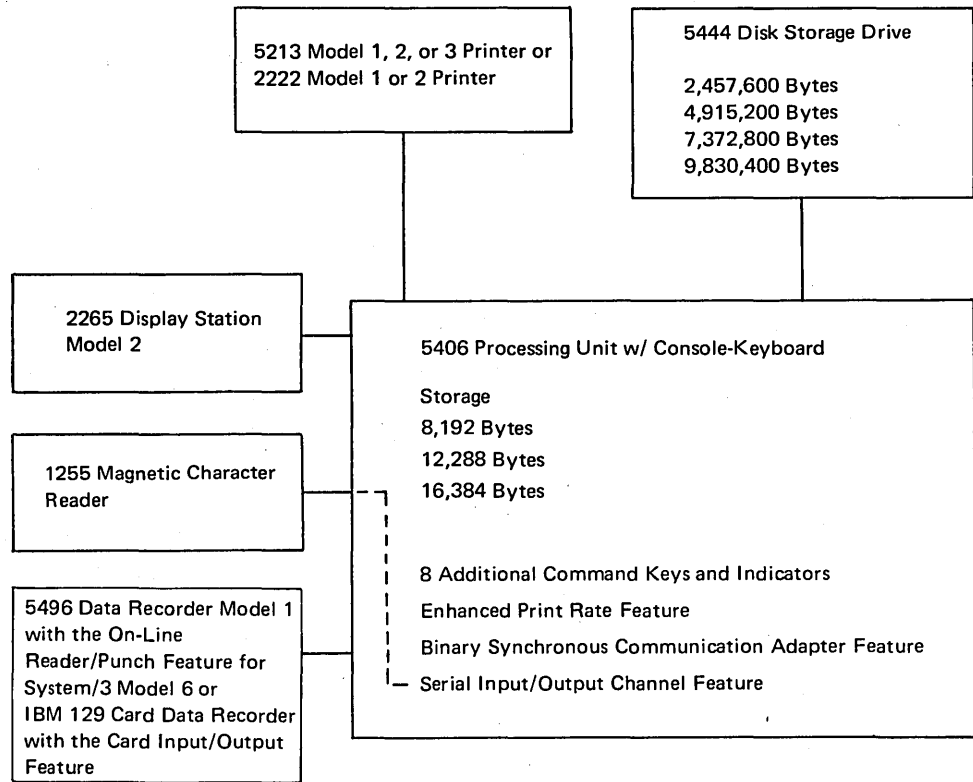 5213 Model 1, 2, or 3 Printer or
2222 Model 1 or 2 Printer
5444 Disk Storage Drive
2,457,600 Bytes
4,915,200 Bytes
7,372,800 Bytes
9,830,400 Bytes
2265 Display Station
Model 2
5406 Processing Unit w/ Console-Keyboard
Storage
8,192 Bytes
12,288 Bytes
16,384 Bytes
8 Additional Command Keys and Indicators
Enhanced Print Rate Feature
Binary Synchronous Communication Adapter Feature
Serial Input/Output Channel Feature
1255 Magnetic Character
Reader
5496 Data Recorder Model 1
with the On-Line
Reader/Punch Feature for
System/3 Model 6 or
IBM 129 Card Data Recorder
with the Card Input/Output
Feature